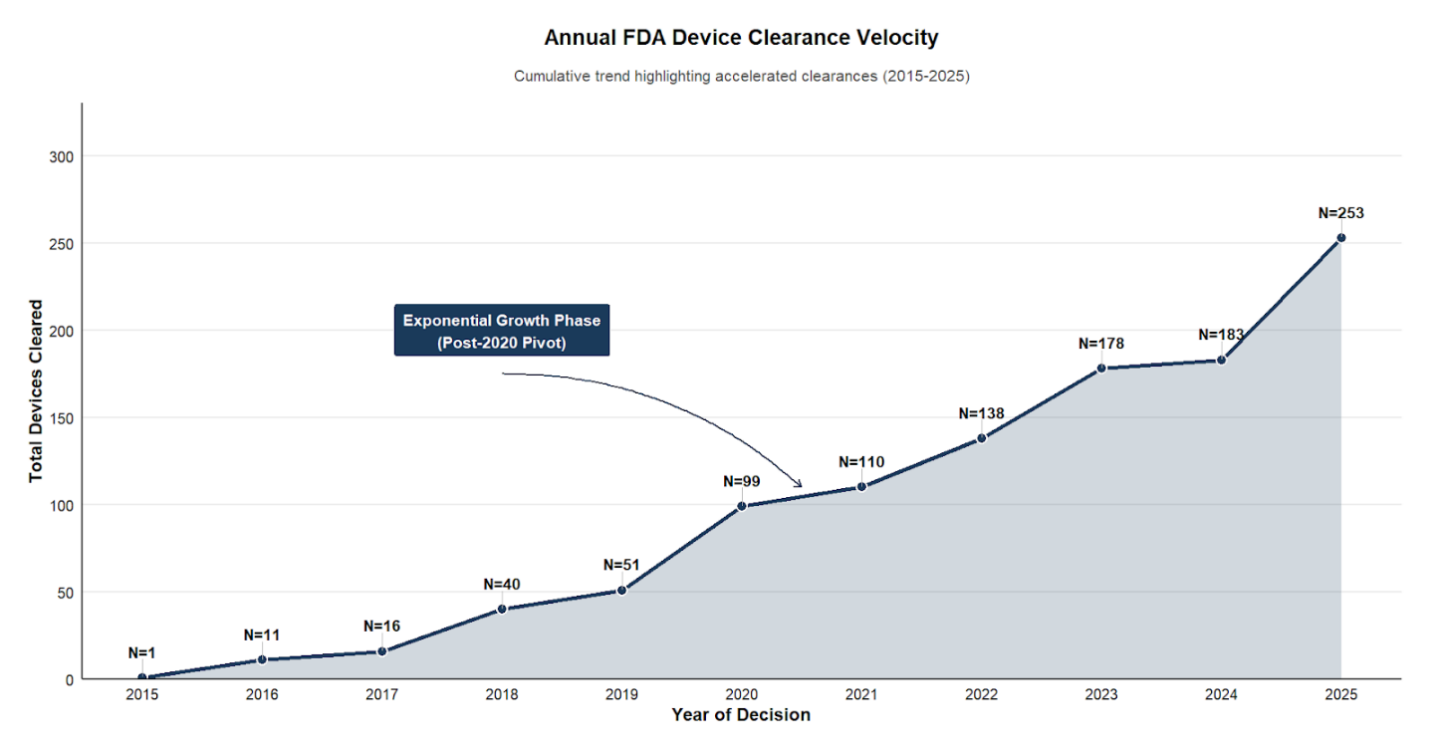 Annual FDA Device Clearance Velocity
Cumulative trend highlighting accelerated clearances (2015-2025)
Total Devices Cleared
300
250
200
150
100
50
0
Exponential Growth Phase
(Post-2020 Pivot)
N=1
N=11
N=16
N=40
N=51
N=99
N=110
N=138
N=178
N=183
N=253
2015
2016
2017
2018
2019
2020
2021
2022
2023
2024
2025
Year of Decision